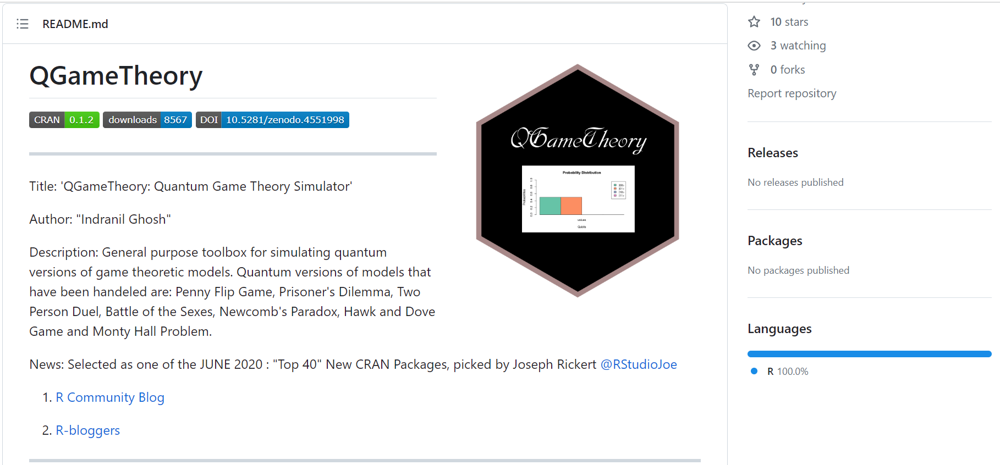 README.md
QGameTheory
CRAN 0.1.2 downloads 8567 DOI 10.5281/zenodo.4551998
Title: 'QGameTheory: Quantum Game Theory Simulator'
Author: "Indranil Ghosh"
Description: General purpose toolbox for simulating quantum
versions of game theoretic models. Quantum versions of models that
have been handeled are: Penny Flip Game, Prisoner's Dilemma, Two
Person Duel, Battle of the Sexes, Newcomb's Paradox, Hawk and Dove
Game and Monty Hall Problem.
QGameTheory
Probability Distribution
Probabilities
0.0 0.2 0.4 0.6 0.8 1.0
|00>
|01>
|10>
|11>
values
Qubits
News: Selected as one of the JUNE 2020 : "Top 40" New CRAN Packages, picked by Joseph Rickert @RStudioJoe
1. R Community Blog
2. R-bloggers
10 stars
3 watching
0 forks
Report repository
Releases
No releases published
Packages
No packages published
Languages
R 100.0%